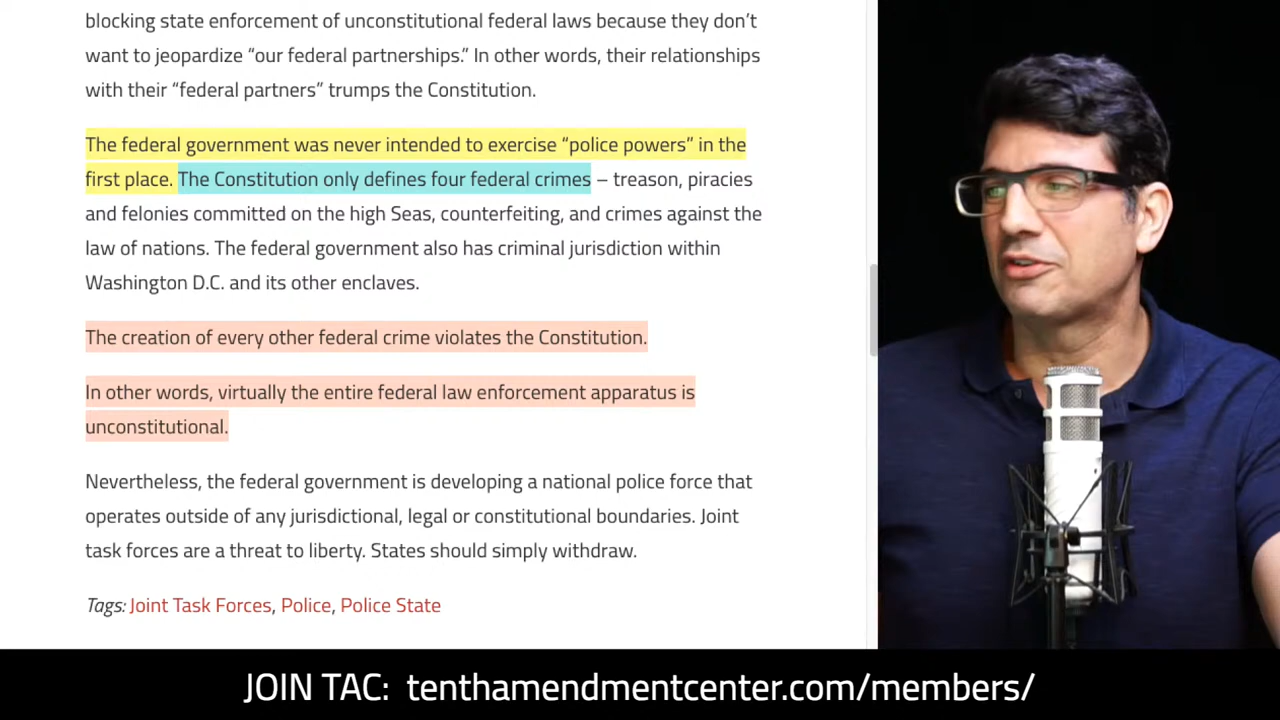 blocking state enforcement of unconstitutional federal laws because they don’t
want to jeopardize “our federal partnerships.” In other words, their relationships
with their “federal partners” trumps the Constitution.
The federal government was never intended to exercise “police powers” in the
first place. The Constitution only defines four federal crimes – treason, piracies
and felonies committed on the high Seas, counterfeiting, and crimes against the
law of nations. The federal government also has criminal jurisdiction within
Washington D.C. and its other enclaves.
The creation of every other federal crime violates the Constitution.
In other words, virtually the entire federal law enforcement apparatus is
unconstitutional.
Nevertheless, the federal government is developing a national police force that
operates outside of any jurisdictional, legal or constitutional boundaries. Joint
task forces are a threat to liberty. States should simply withdraw.
Tags: Joint Task Forces, Police, Police State
JOIN TAC: tenthamendmentcenter.com/members/